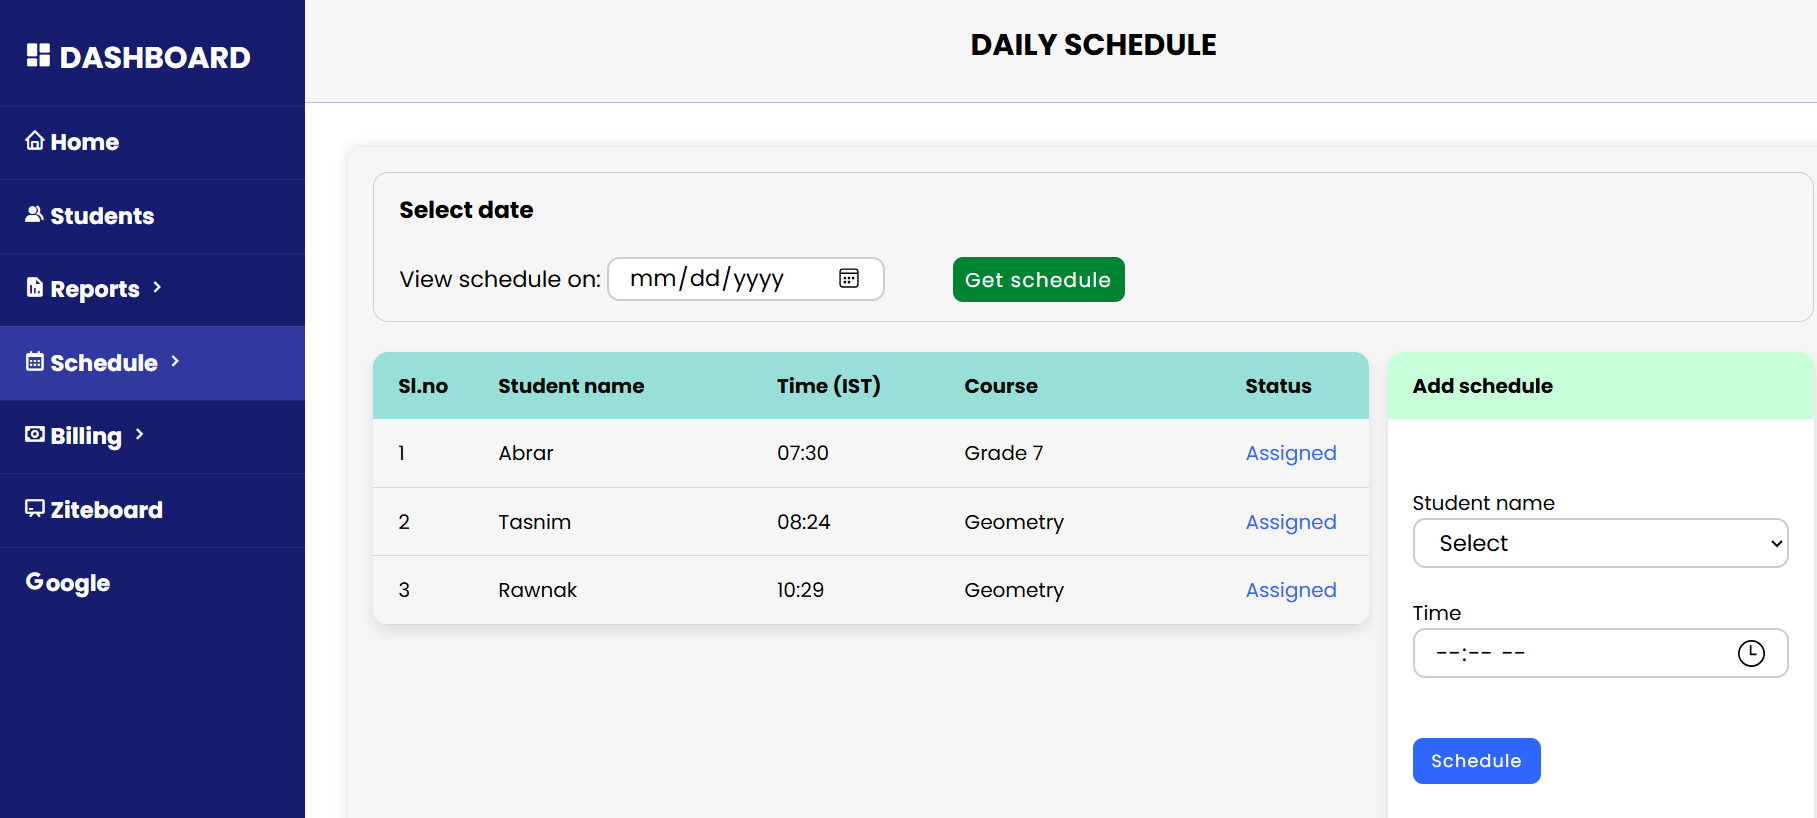 DASHBOARD
Home
Students
Reports
Schedule
Billing
Ziteboard
Google
DAILY SCHEDULE
Select date
View schedule on: mm/dd/yyyy Get schedule
Sl.no Student name Time (IST) Course Status
1 Abrar 07:30 Grade 7 Assigned
2 Tasnim 08:24 Geometry Assigned
3 Rawnak 10:29 Geometry Assigned
Add schedule
Student name
Select
Time
--:-- --
Schedule